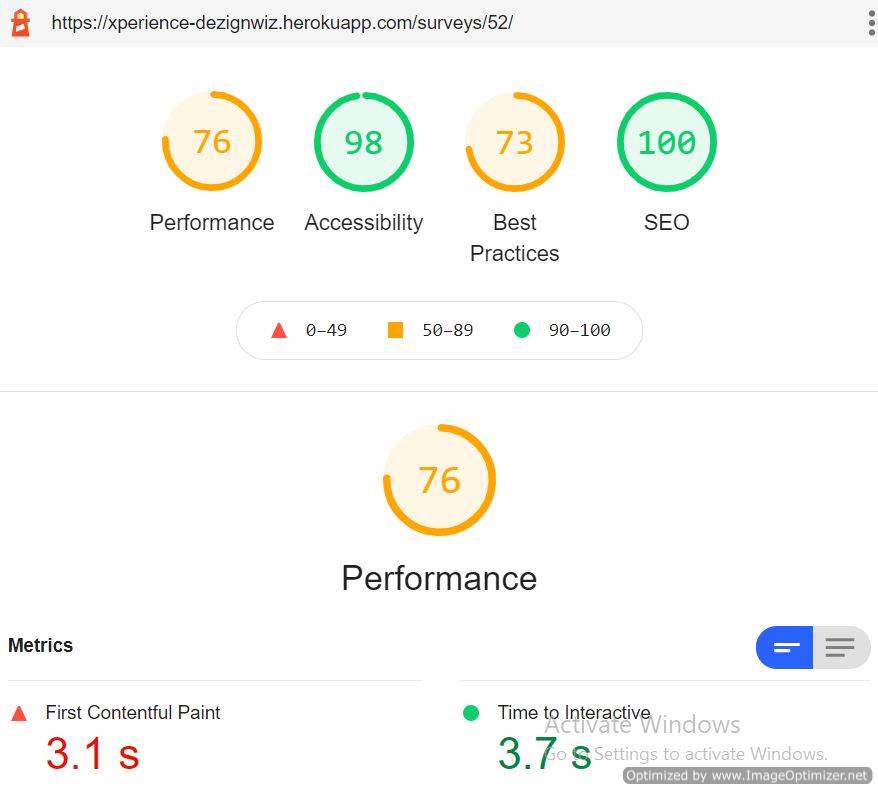 https://xperience-dezignwiz.herokuapp.com/surveys/52/
76 98 73 100
Performance Accessibility Best Practices SEO
0–49 50–89 90–100
76
Performance
Metrics
First Contentful Paint
3.1 s
Time to Interactive
3.7 s
Activate Windows
Go to Settings to activate Windows.
Optimized by www.ImageOptimizer.net